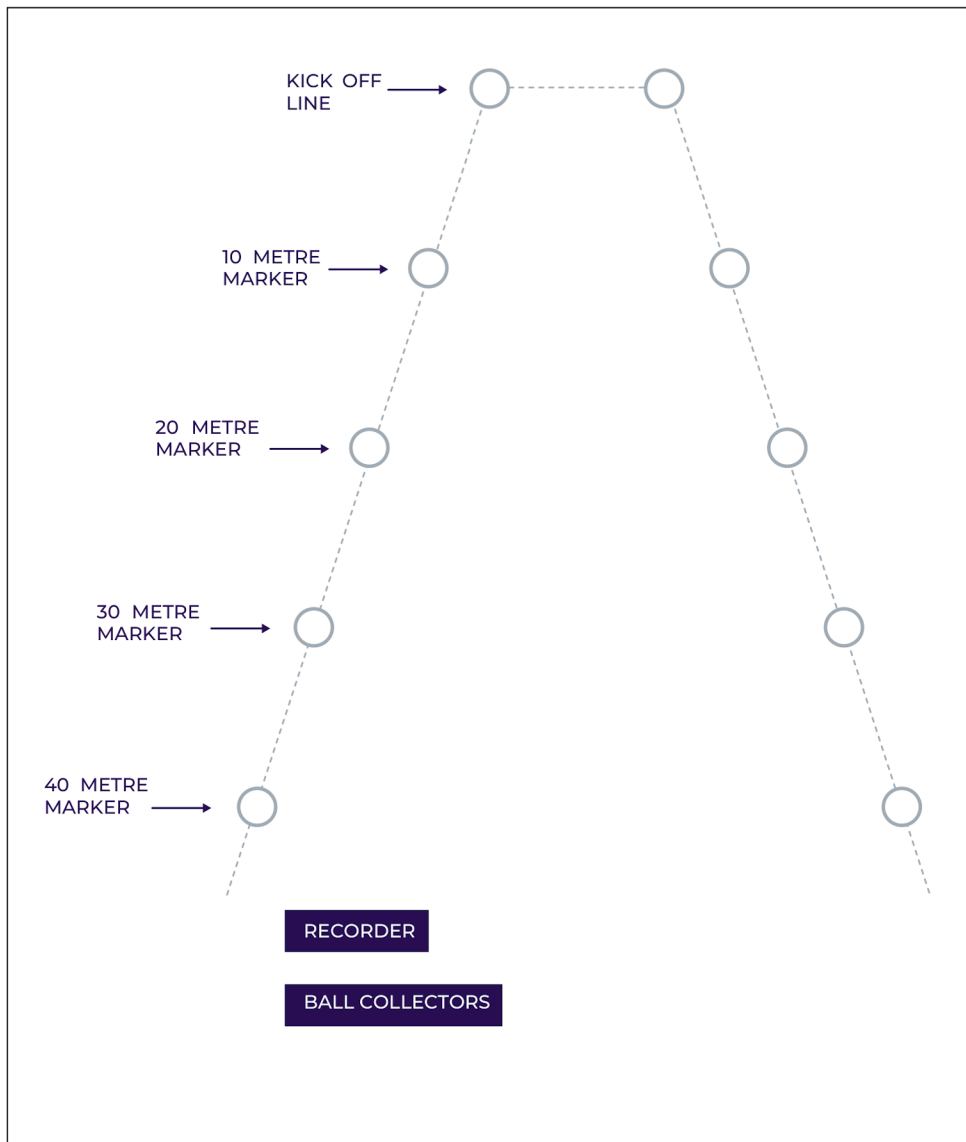 KICK OFF
LINE
10 METRE
MARKER
20 METRE
MARKER
30 METRE
MARKER
40 METRE
MARKER
RECORDER
BALL COLLECTORS